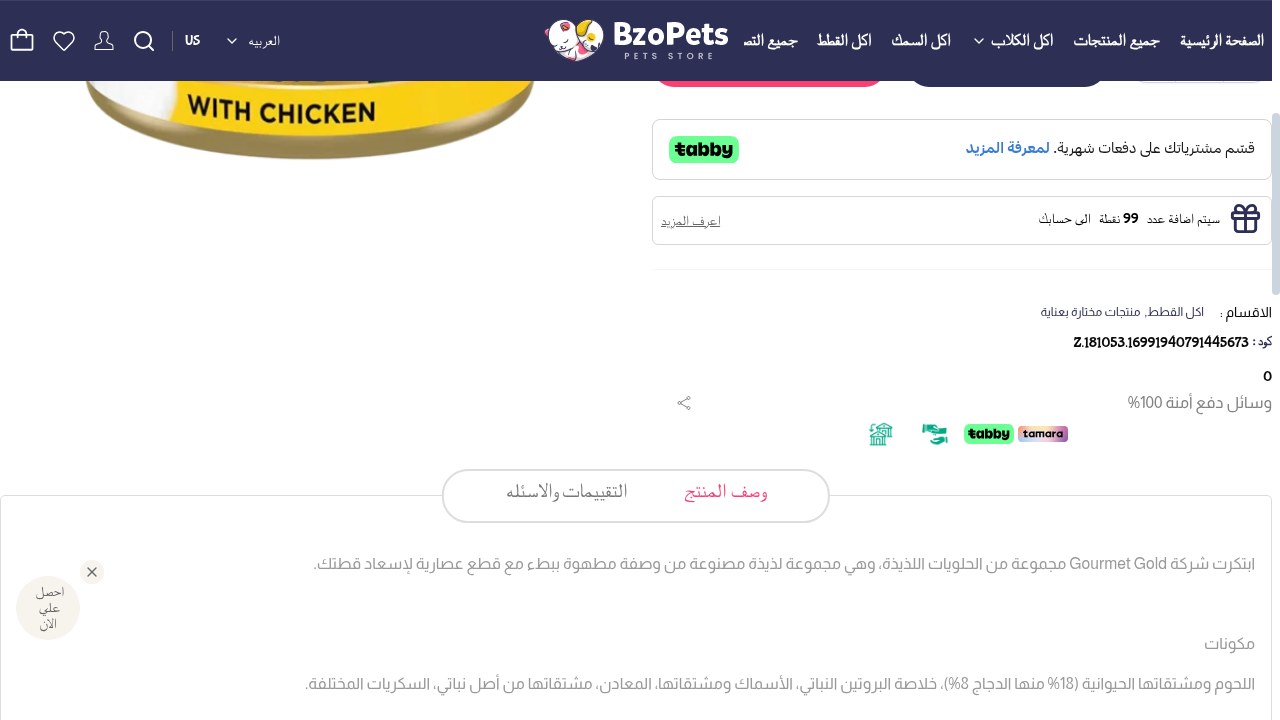 الصفحة الرئيسية جميع المنتجات اكل الكلاب اكل السمك اكل القطط جميع التص
BzoPets
PETS STORE
العربيه US
WITH CHICKEN
قسّم مشترياتك على دفعات شهرية. لمعرفة المزيد
tabby
سيتم اضافة عدد 99 نقطة الى حسابك
اعرف المزيد
الاقسام : اكل القطط, منتجات مختارة بعناية
كود : Z.181053.16991940791445673
0
وسائل دفع أمنة 100%
tamara tabby
وصف المنتج التقييمات والاسئله
ابتكرت شركة Gourmet Gold مجموعة من الحلويات اللذيذة، وهي مجموعة لذيذة مصنوعة من وصفة مطهوة ببطء مع قطع عصارية لإسعاد قطتك.
احصل
علي
الان
مكونات
اللحوم ومشتقاتها الحيوانية (18% منها الدجاج 8%)، خلاصة البروتين النباتي، الأسماك ومشتقاتها، المعادن، مشتقاتها من أصل نباتي، السكريات المختلفة.